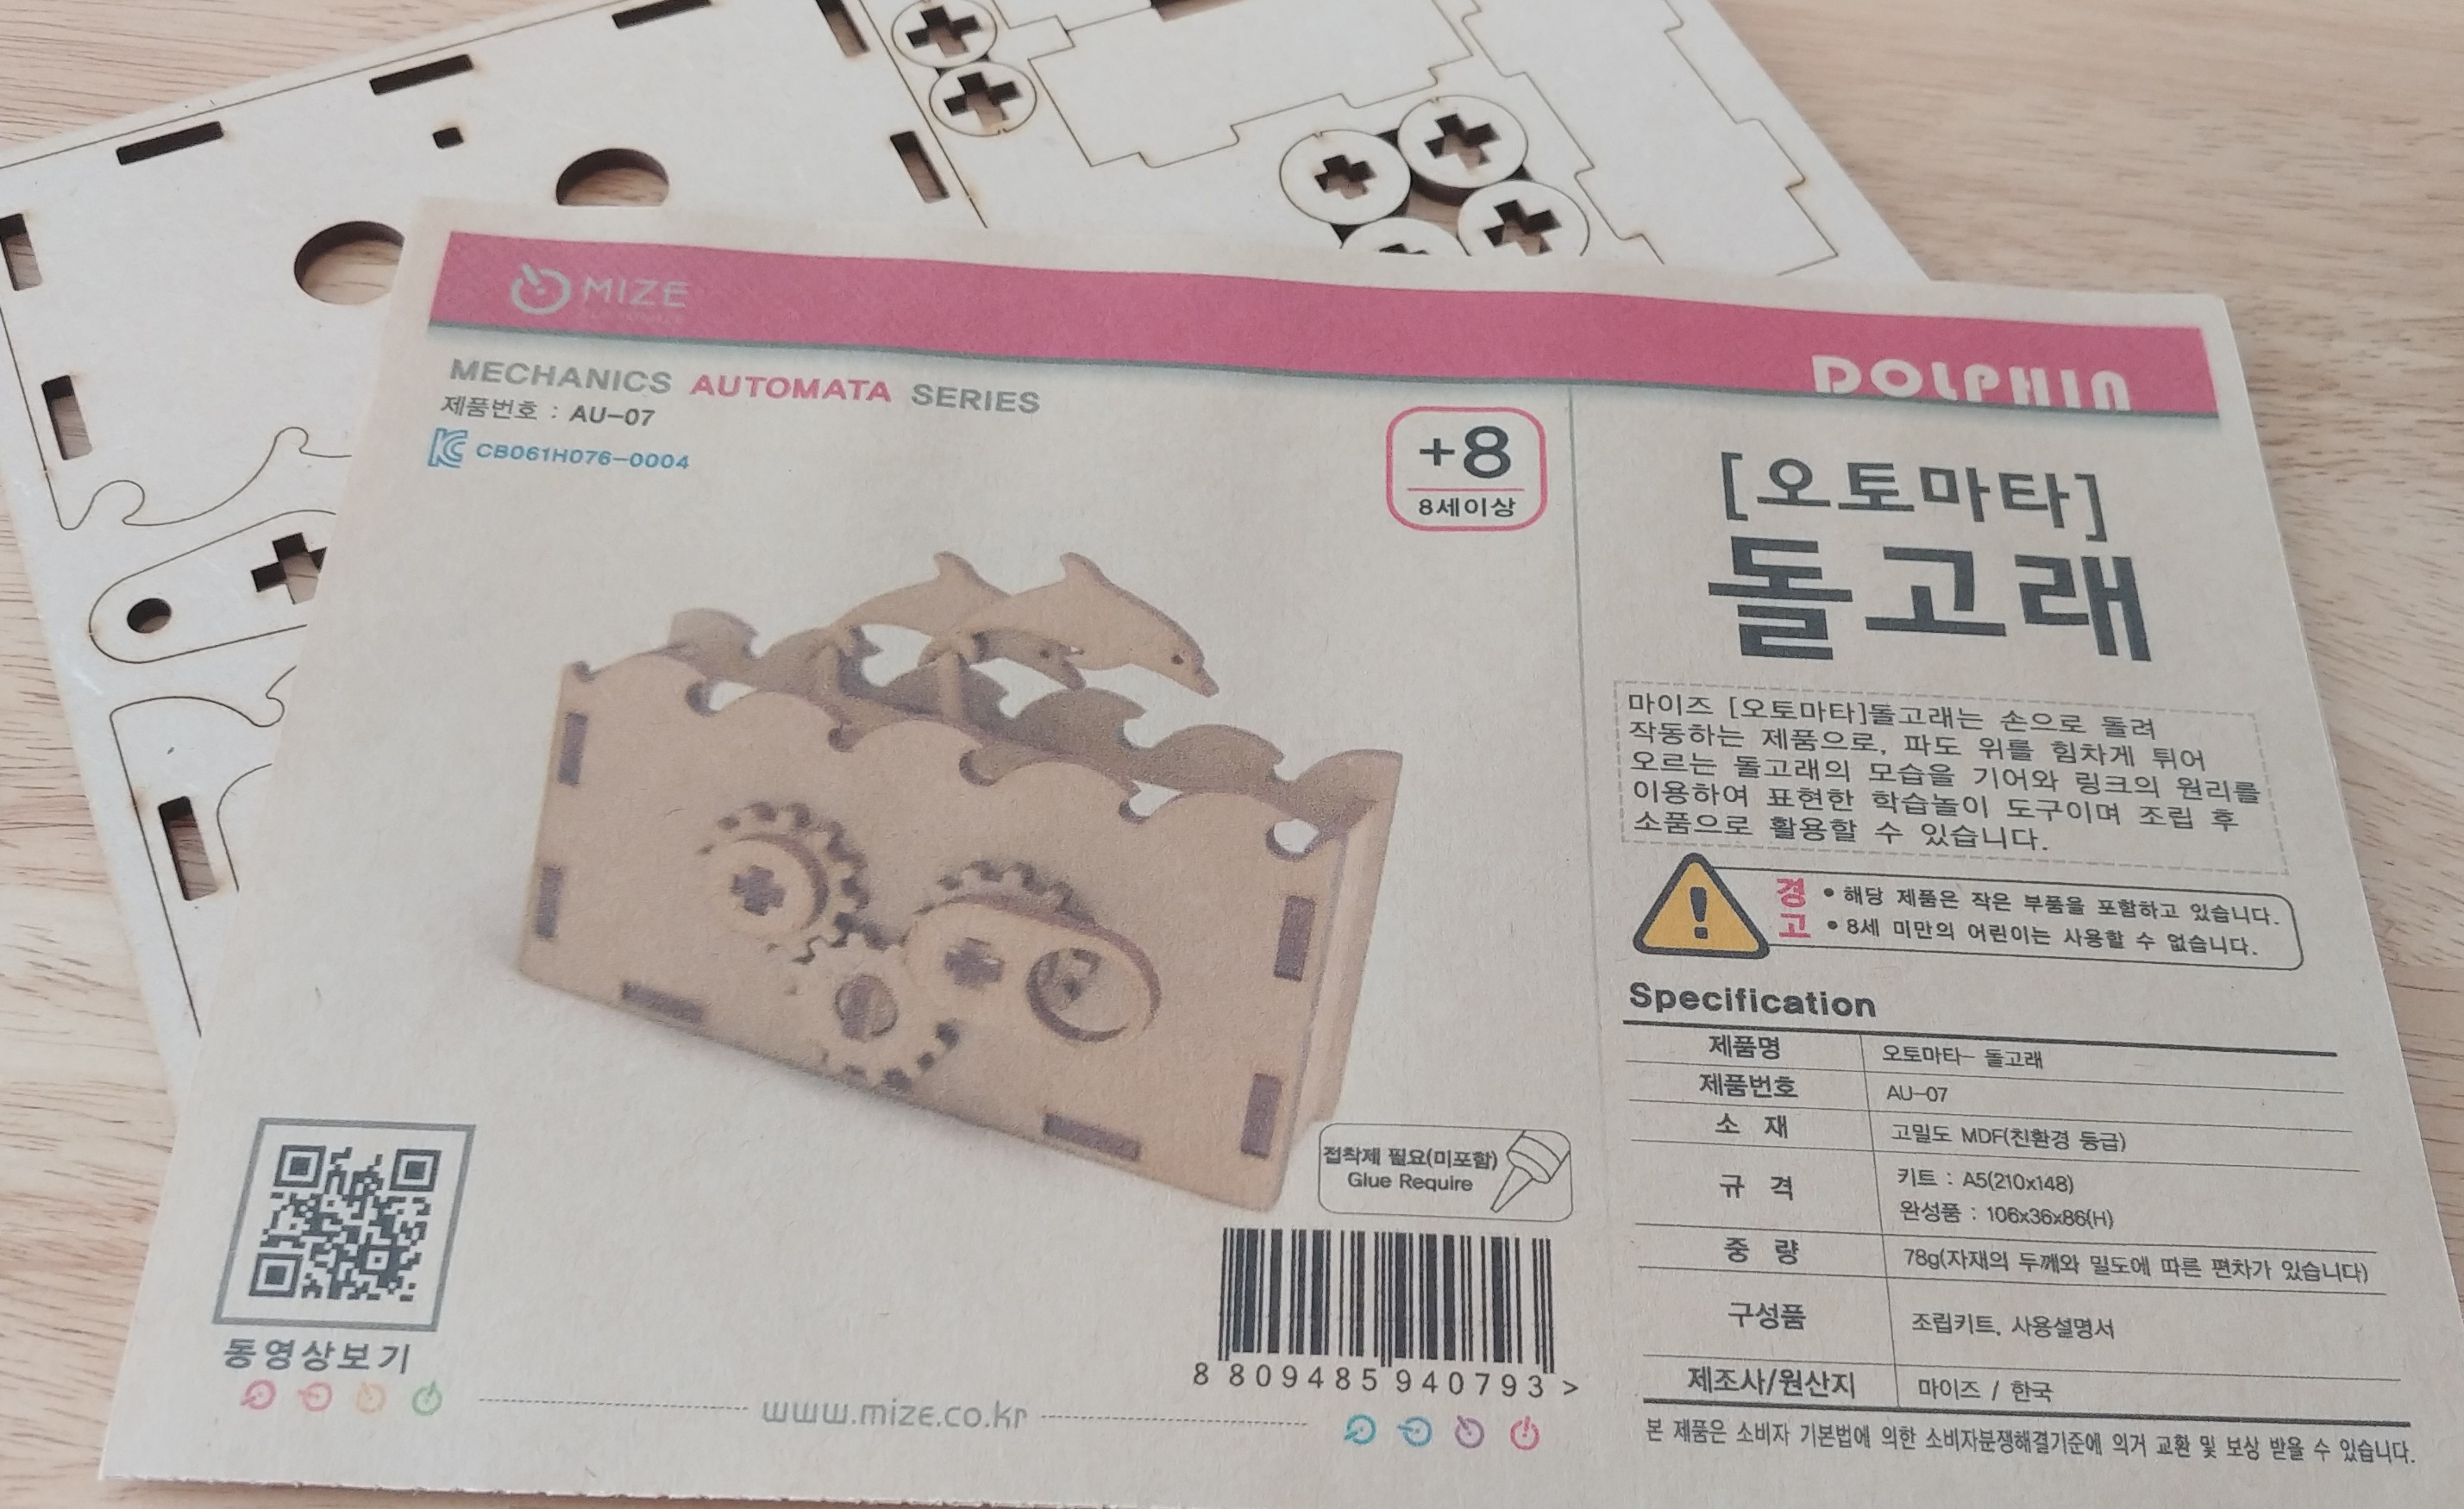 MIZE
DOLPHIN
MECHANICS AUTOMATA SERIES
제품번호 : AU-07
CB061H076-0004
+8
8세이상
[오토마타]
돌고래
마이즈 [오토마타]돌고래는 손으로 돌려
작동하는 제품으로, 파도 위를 힘차게 튀어
오르는 돌고래의 모습을 기어와 링크의 원리를
이용하여 표현한 학습놀이 도구이며 조립 후
소품으로 활용할 수 있습니다.
경고
• 해당 제품은 작은 부품을 포함하고 있습니다.
• 8세 미만의 어린이는 사용할 수 없습니다.
Specification
제품명 오토마타- 돌고래
제품번호 AU-07
소 재 고밀도 MDF(친환경 등급)
규 격 키트 : A5(210x148)
완성품 : 106x36x86(H)
중 량 78g(자재의 두께와 밀도에 따른 편차가 있습니다)
구성품 조립키트, 사용설명서
제조사/원산지 마이즈 / 한국
본 제품은 소비자 기본법에 의한 소비자분쟁해결기준에 의거 교환 및 보상 받을 수 있습니다.
접착제 필요(미포함)
Glue Require
8 809485 940793 >
동영상보기
www.mize.co.kr